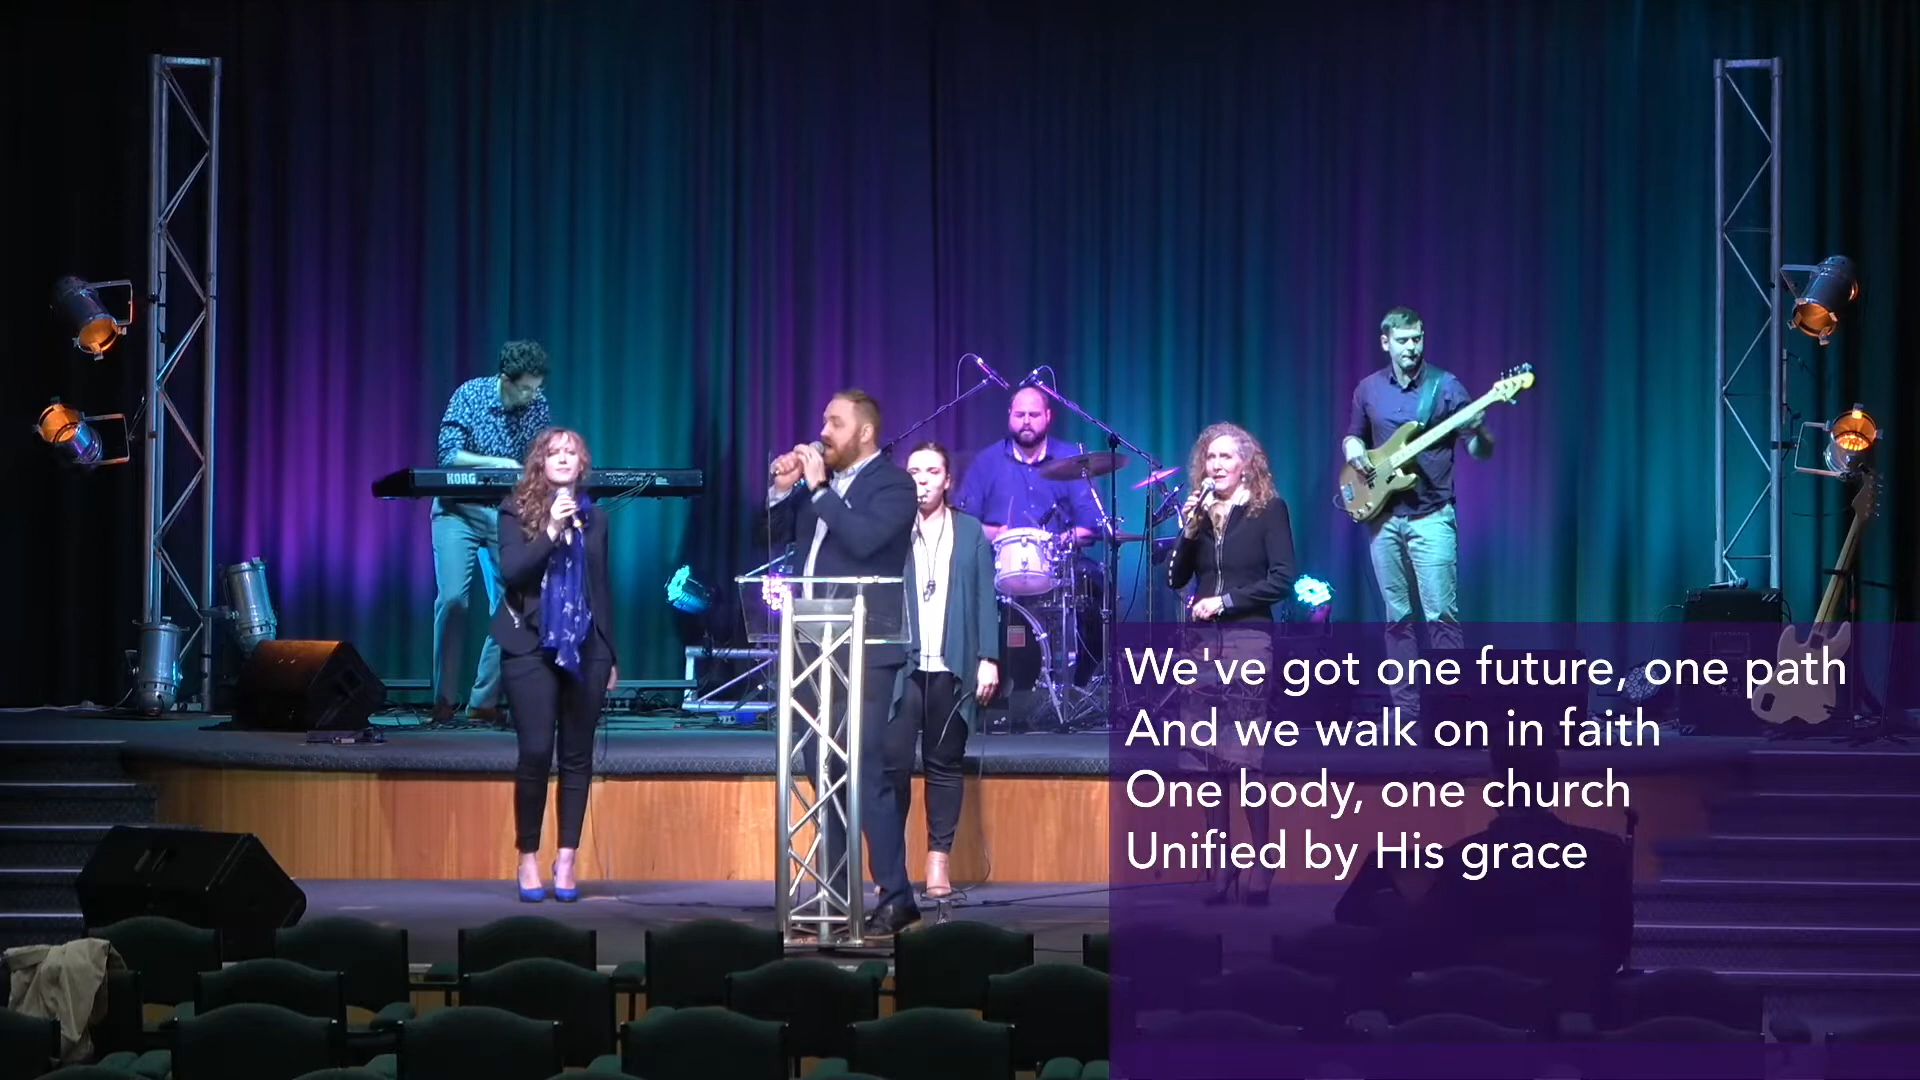 KORG
We've got one future, one path
And we walk on in faith
One body, one church
Unified by His grace